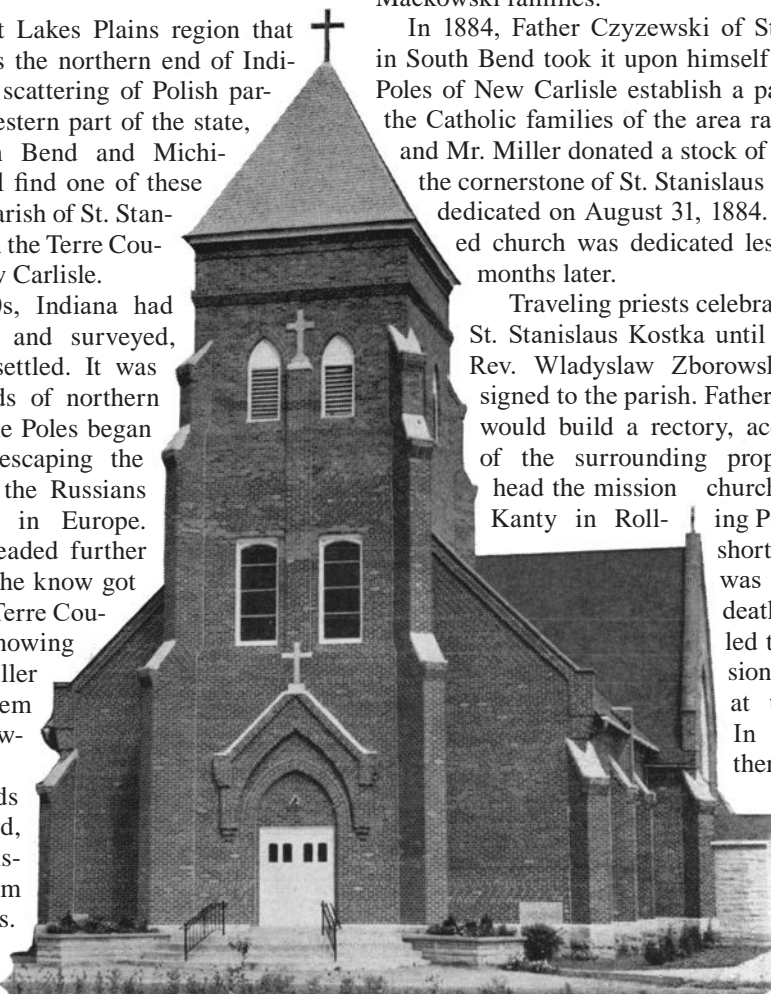 t Lakes Plains region that
s the northern end of Indi-
scattering of Polish par-
estern part of the state,
n Bend and Michi-
l find one of these
arish of St. Stan-
n the Terre Cou-
v Carlisle.
0s, Indiana had
and surveyed,
settled. It was
ds of northern
e Poles began
escaping the
the Russians
in Europe.
eaded further
he know got
Terre Cou-
howing
ller
em
w-
ds
d,
is-
m
s.
Mackowski families.
In 1884, Father Czyzewski of St
in South Bend took it upon himself
Poles of New Carlisle establish a pa
the Catholic families of the area ra
and Mr. Miller donated a stock of
the cornerstone of St. Stanislaus
dedicated on August 31, 1884.
ed church was dedicated les
months later.
Traveling priests celebra
St. Stanislaus Kostka until
Rev. Wladyslaw Zborowsl
signed to the parish. Father
would build a rectory, ac
of the surrounding prop
head the mission church
Kanty in Roll- ing P
short
was
death
led t
sion
at t
In
ther